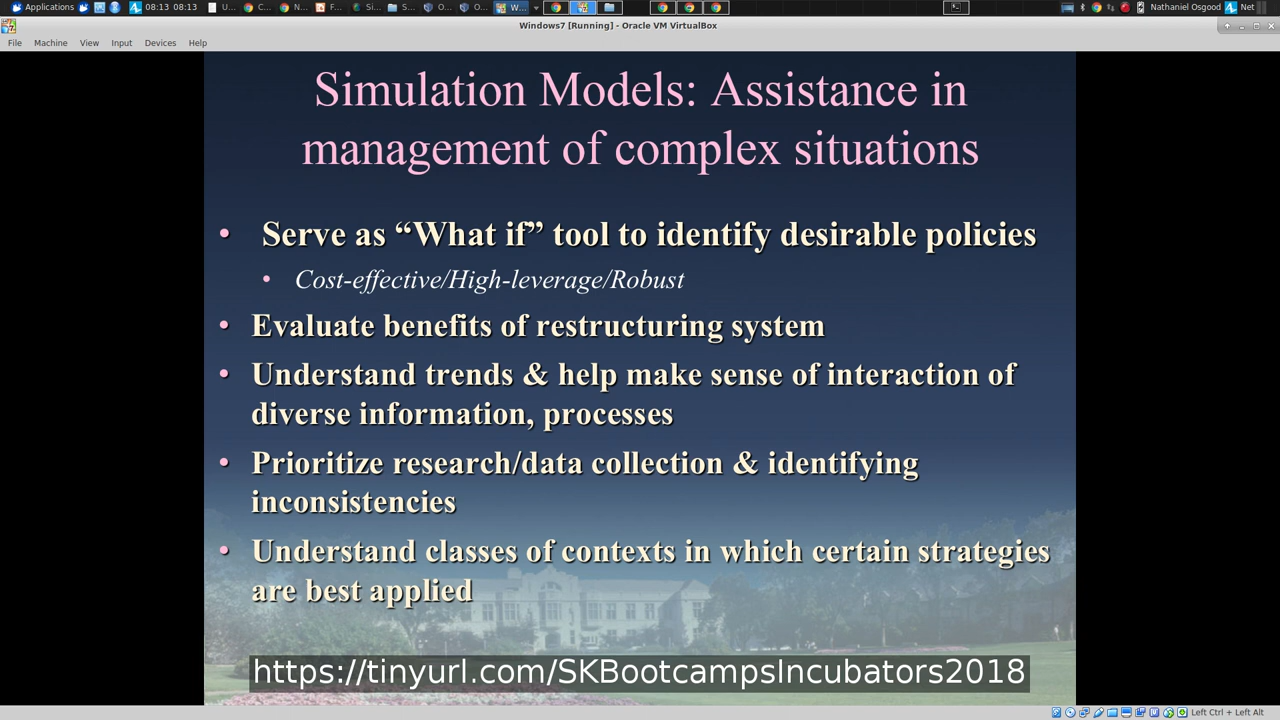 Applications
08:13 08:13
U...
C...
N...
F...
Si...
S...
O...
O...
W...
Nathaniel Osgood
Net
Windows7 [Running] - Oracle VM VirtualBox
File Machine View Input Devices Help
Simulation Models: Assistance in
management of complex situations
• Serve as “What if” tool to identify desirable policies
• Cost-effective/High-leverage/Robust
• Evaluate benefits of restructuring system
• Understand trends & help make sense of interaction of
diverse information, processes
• Prioritize research/data collection & identifying
inconsistencies
• Understand classes of contexts in which certain strategies
are best applied
https://tinyurl.com/SKBootcampsIncubators2018
Left Ctrl + Left Alt